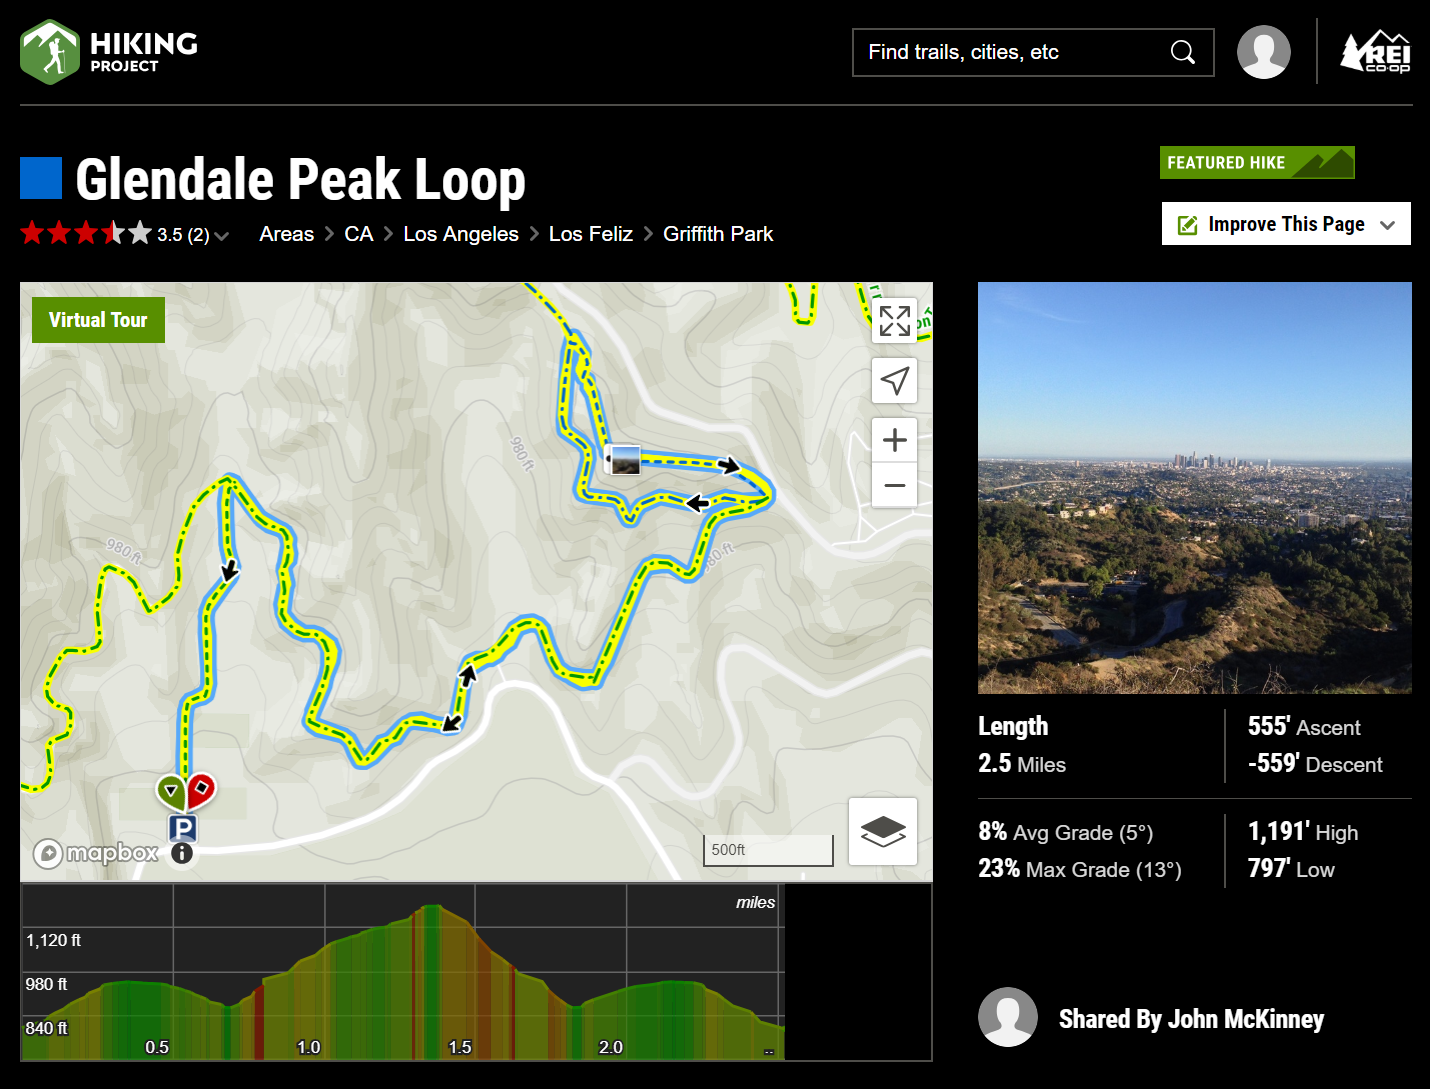 HIKING
PROJECT
Find trails, cities, etc
REI
CO·OP
Glendale Peak Loop
FEATURED HIKE
3.5 (2)
Areas > CA > Los Angeles > Los Feliz > Griffith Park
Improve This Page
Virtual Tour
980 ft
980 ft
P
mapbox
500ft
miles
1,120 ft
980 ft
840 ft
0.5
1.0
1.5
2.0
..
Length
2.5 Miles
555' Ascent
-559' Descent
8% Avg Grade (5°)
23% Max Grade (13°)
1,191' High
797' Low
Shared By John McKinney